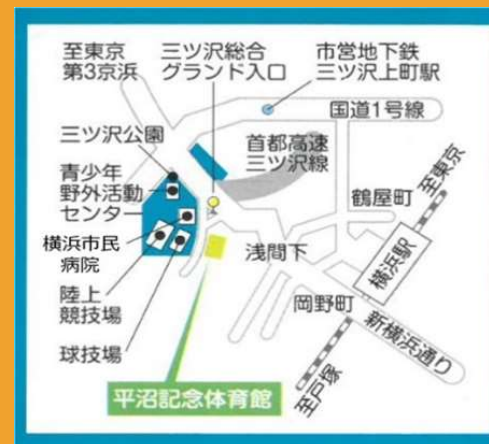 至東京
第3京浜
三ツ沢総合
グランド入口
市営地下鉄
三ツ沢上町駅
国道1号線
三ツ沢公園
首都高速
三ツ沢線
至東京
青少年
野外活動
センター
鶴屋町
横浜市民
病院
浅間下
横浜駅
陸上
競技場
岡野町
新横浜通り
球技場
至戸塚
平沼記念体育館